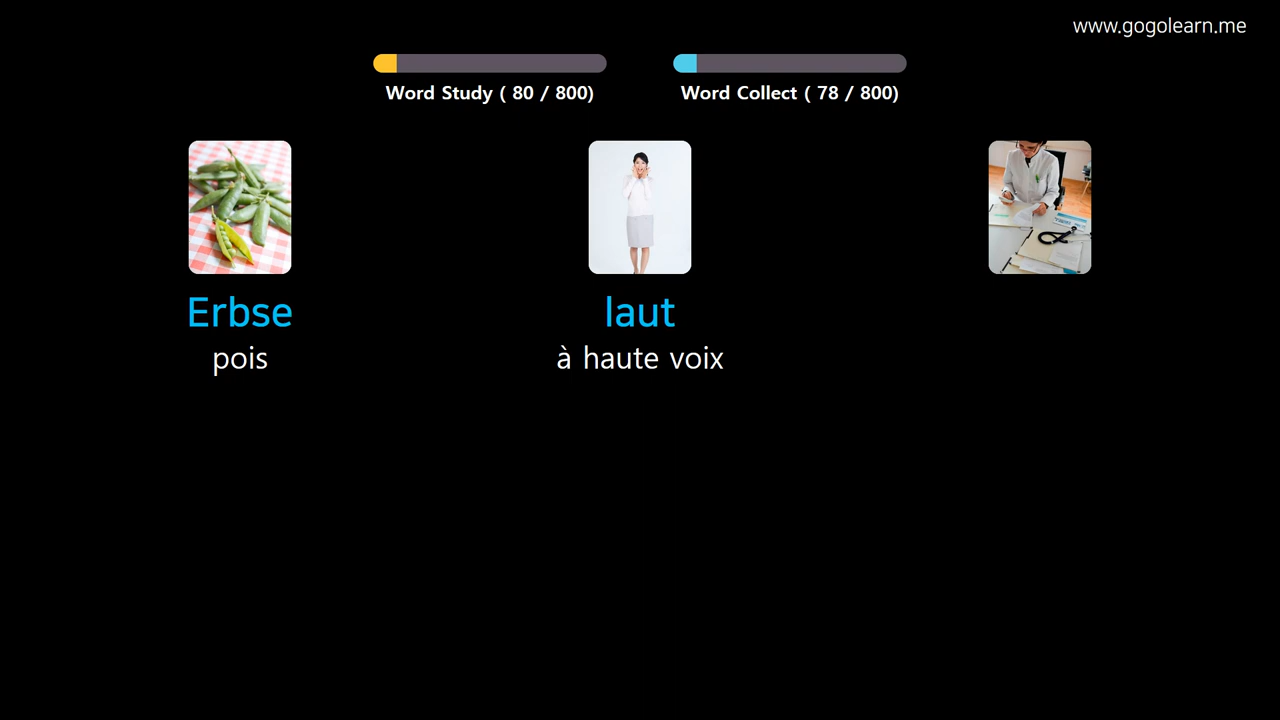 www.gogolearn.me
Word Study ( 80 / 800)
Word Collect ( 78 / 800)
Erbse
laut
pois
à haute voix